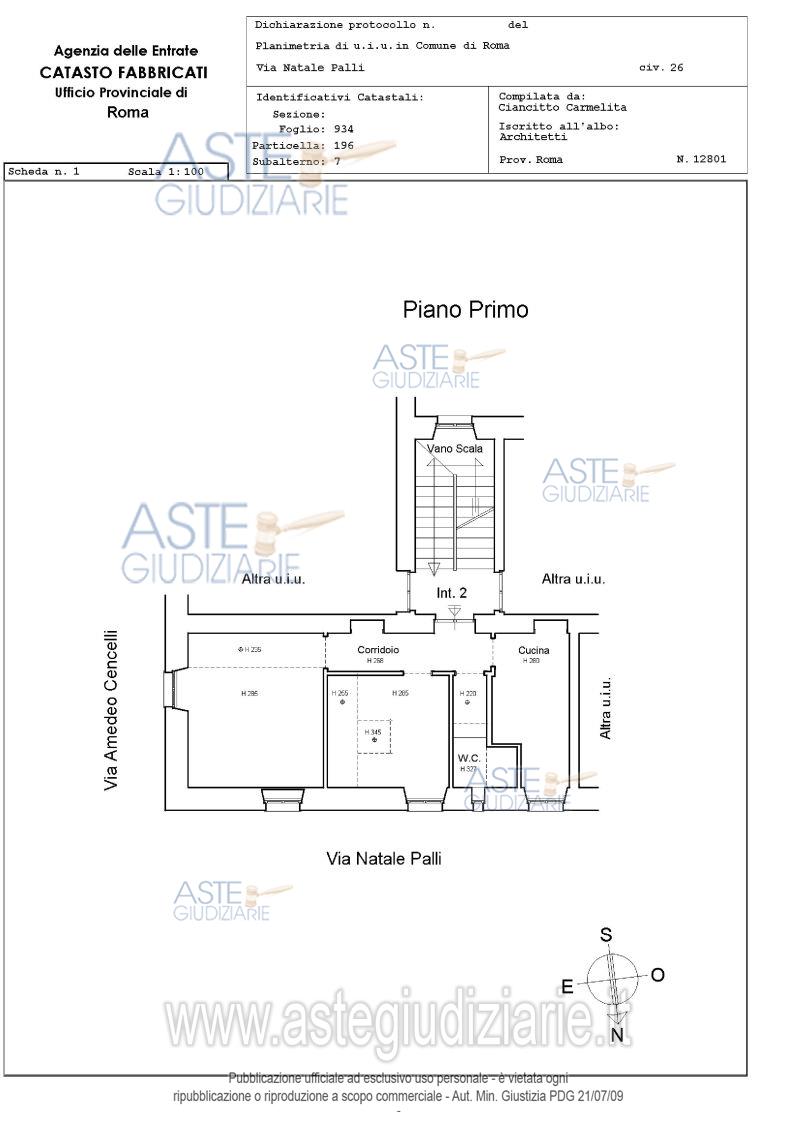 Agenzia delle Entrate
CATASTO FABBRICATI
Ufficio Provinciale di
Roma
Dichiarazione protocollo n. del
Planimetria di u.i.u. in Comune di Roma
Via Natale Palli civ. 26
Identificativi Catastali:
Sezione:
Foglio: 934
Particella: 196
Subalterno: 7
Compilata da:
Ciancitto Carmelita
Iscritto all'albo:
Architetti
Prov. Roma N. 12801
Scheda n. 1 Scala 1:100
ASTE
GIUDIZIARIE
Piano Primo
ASTE
GIUDIZIARIE
Vano Scala
ASTE
GIUDIZIARIE
ASTE
GIUDIZIARIE
Altra u.i.u.
Int. 2
Altra u.i.u.
Via Amedeo Cencelli
H 235
Corridoio
H 268
Cucina
H 280
H 285
H 255
H 285
H 220
H 345
Altra u.i.u.
W.C.
H 327
ASTE
GIUDIZIARIE
Via Natale Palli
ASTE
GIUDIZIARIE
S
E
O
N
www.astegiudiziarie.it
Pubblicazione ufficiale ad esclusivo uso personale - è vietata ogni
ripubblicazione o riproduzione a scopo commerciale - Aut. Min. Giustizia PDG 21/07/09
-